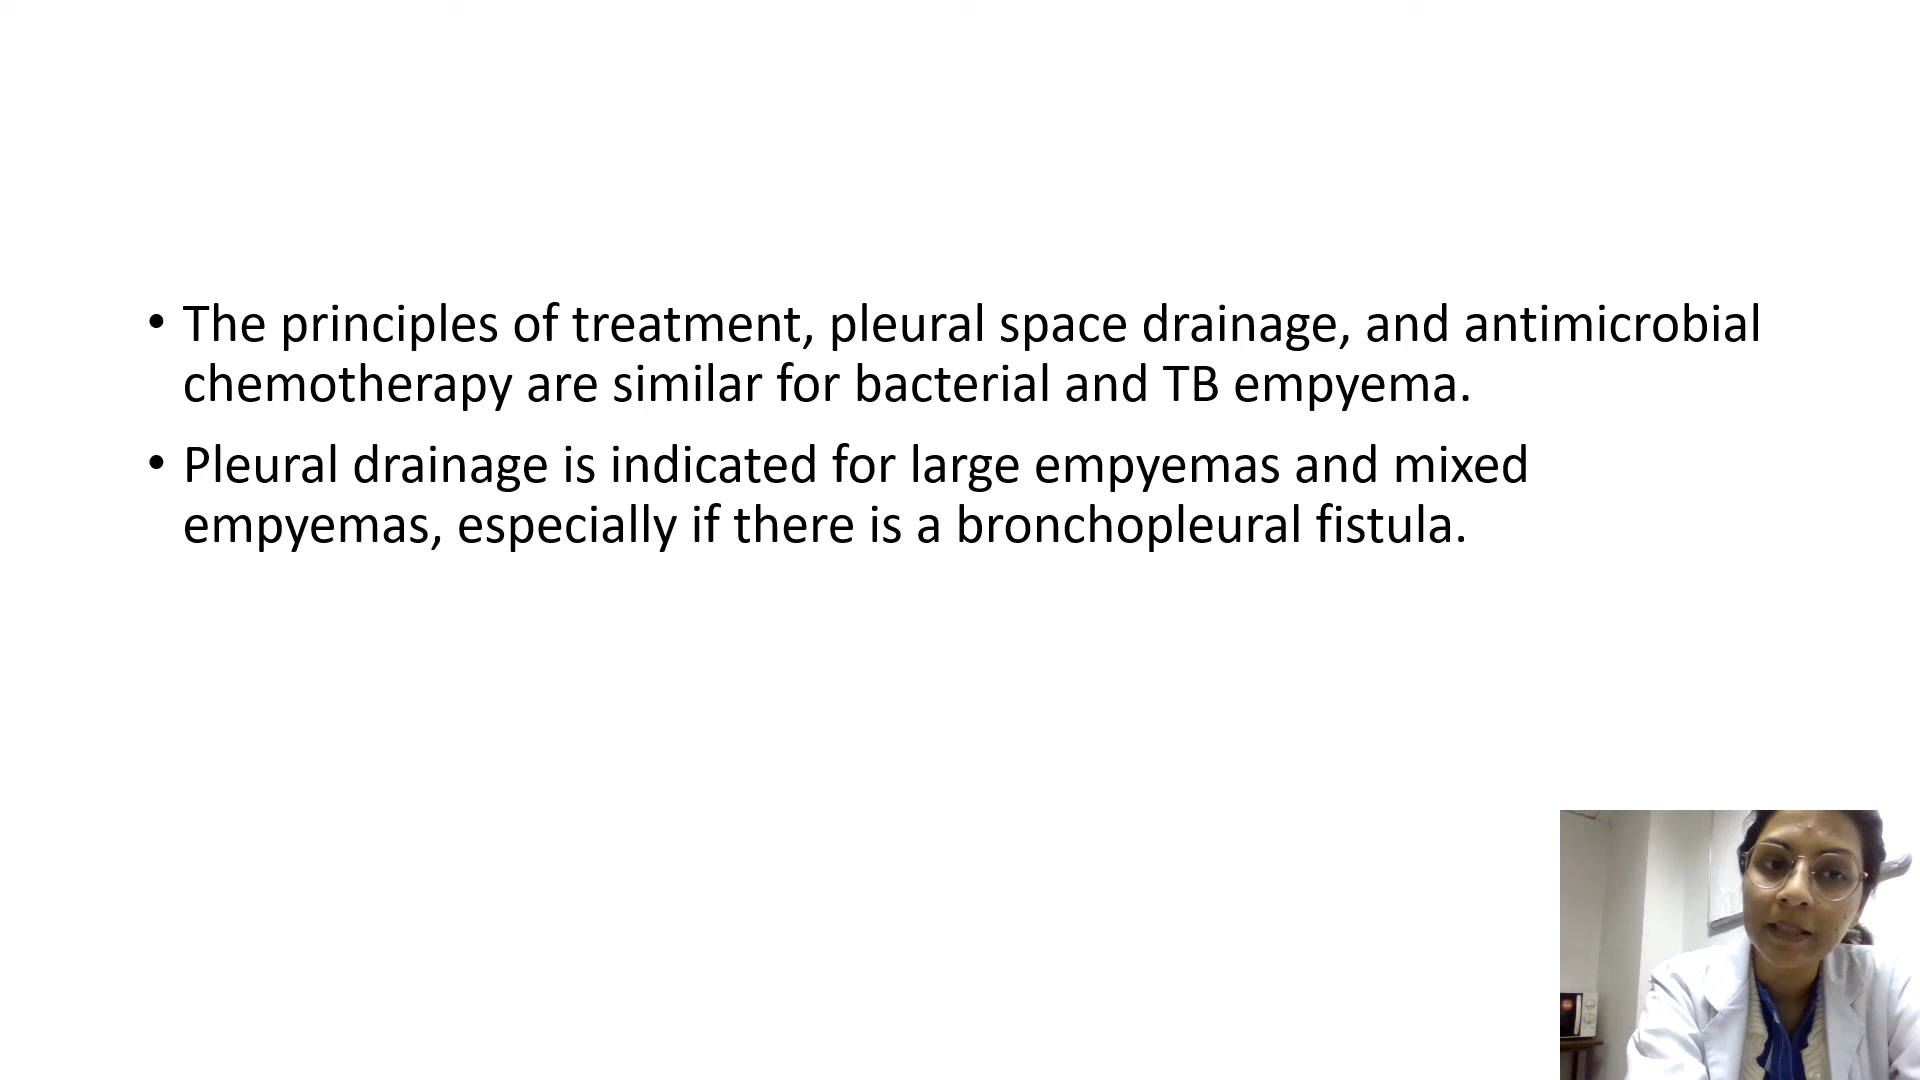 • The principles of treatment, pleural space drainage, and antimicrobial
chemotherapy are similar for bacterial and TB empyema.
• Pleural drainage is indicated for large empyemas and mixed
empyemas, especially if there is a bronchopleural fistula.